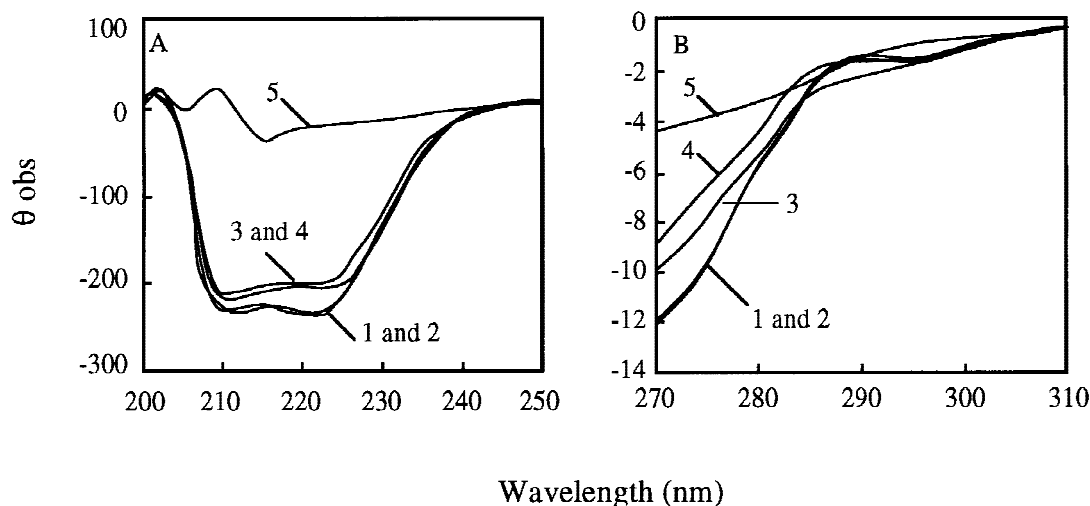 θ obs
100
0
-100
-200
-300
A
5
3 and 4
1 and 2
200 210 220 230 240 250
0
-2
-4
-6
-8
-10
-12
-14
B
5
4
3
1 and 2
270 280 290 300 310
Wavelength (nm)